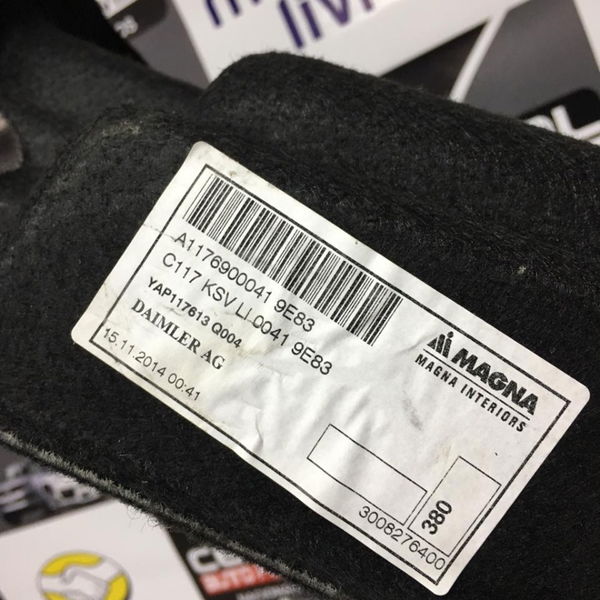 A1176900041 9E83
C117 KSV LI 0041 9E83
YAP117613 Q004
DAIMLER AG
15.11.2014 00:41
MAGNA
MAGNA INTERIORS
380
3008276400